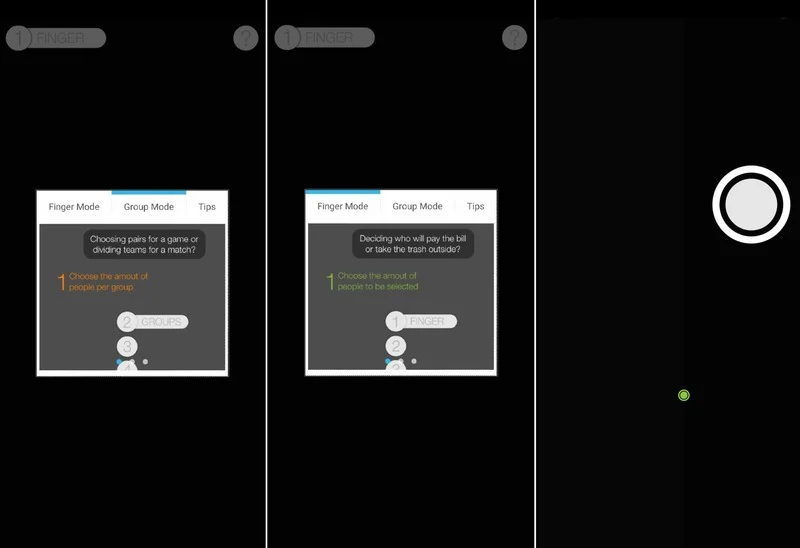 1 FINGER
?
Finger Mode
Group Mode
Tips
Choosing pairs for a game or
dividing teams for a match?
1 Choose the amout of
people per group.
2 GROUPS
3
4
1 FINGER
?
Finger Mode
Group Mode
Tips
Deciding who will pay the bill
or take the trash outside?
1 Choose the amout of
people to be selected
1 FINGER
2
3